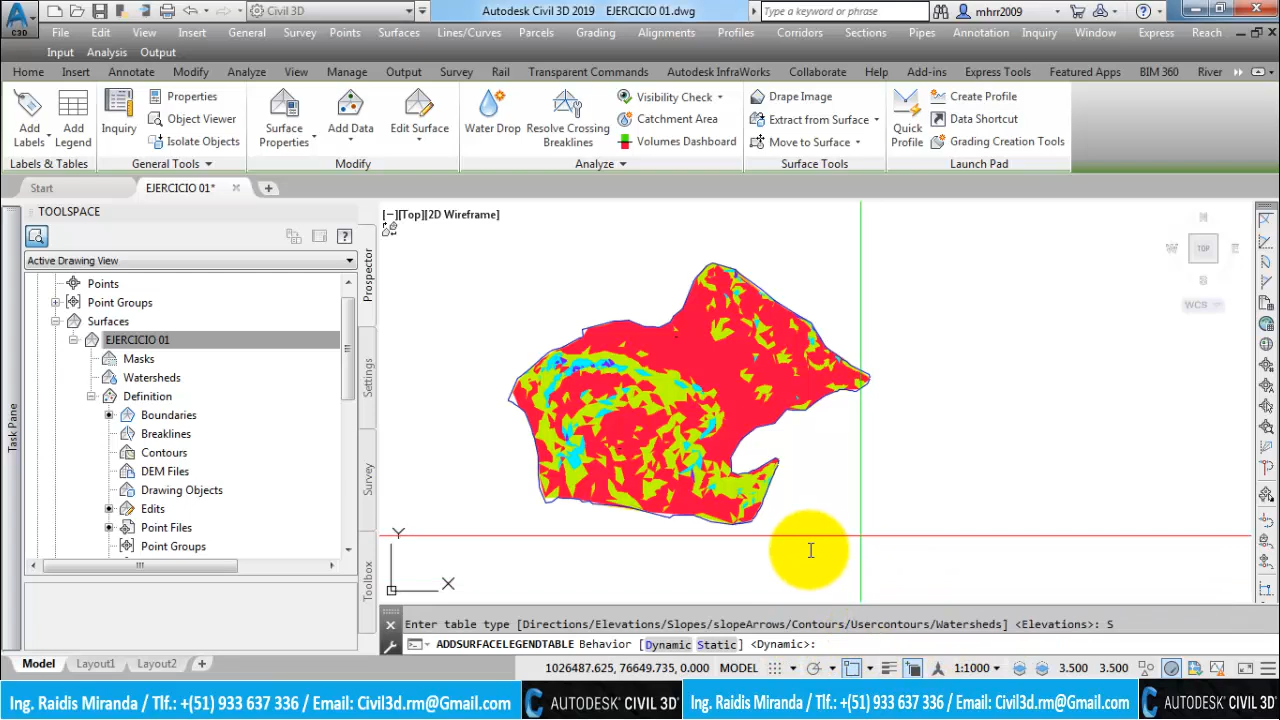 C3D
Civil 3D
Autodesk Civil 3D 2019 EJERCICIO 01.dwg
Type a keyword or phrase
mhrr2009
File Edit View Insert General Survey Points Surfaces Lines/Curves Parcels Grading Alignments Profiles Corridors Sections Pipes Annotation Inquiry Window Express Reach
Input Analysis Output
Home Insert Annotate Modify Analyze View Manage Output Survey Rail Transparent Commands Autodesk InfraWorks Collaborate Help Add-ins Express Tools Featured Apps BIM 360 River
Add Labels
Add Legend
Inquiry
Properties
Object Viewer
Isolate Objects
Surface Properties
Add Data
Edit Surface
Water Drop
Resolve Crossing Breaklines
Visibility Check
Catchment Area
Volumes Dashboard
Drape Image
Extract from Surface
Move to Surface
Quick Profile
Create Profile
Data Shortcut
Grading Creation Tools
Labels & Tables General Tools Modify Analyze Surface Tools Launch Pad
Start EJERCICIO 01*
TOOLSPACE
[−][Top][2D Wireframe]
Active Drawing View
Points
Point Groups
Surfaces
EJERCICIO 01
Masks
Watersheds
Definition
Boundaries
Breaklines
Contours
DEM Files
Drawing Objects
Edits
Point Files
Point Groups
Prospector
Settings
Survey
Toolbox
Task Pane
TOP
WCS
Y
X
Enter table type [Directions/Elevations/Slopes/slopeArrows/Contours/Usercontours/Watersheds] <Elevations>: S
ADDSURFACELEGENDTABLE Behavior [Dynamic Static] <Dynamic>:
Model Layout1 Layout2
1026487.625, 76649.735, 0.000 MODEL 1:1000 3.500 3.500
Ing. Raidis Miranda / Tlf.: +(51) 933 637 336 / Email: Civil3d.rm@Gmail.com AUTODESK® CIVIL 3D® Ing. Raidis Miranda / Tlf.: +(51) 933 637 336 / Email: Civil3d.rm@Gmail.com AUTODESK® CIVIL 3D®